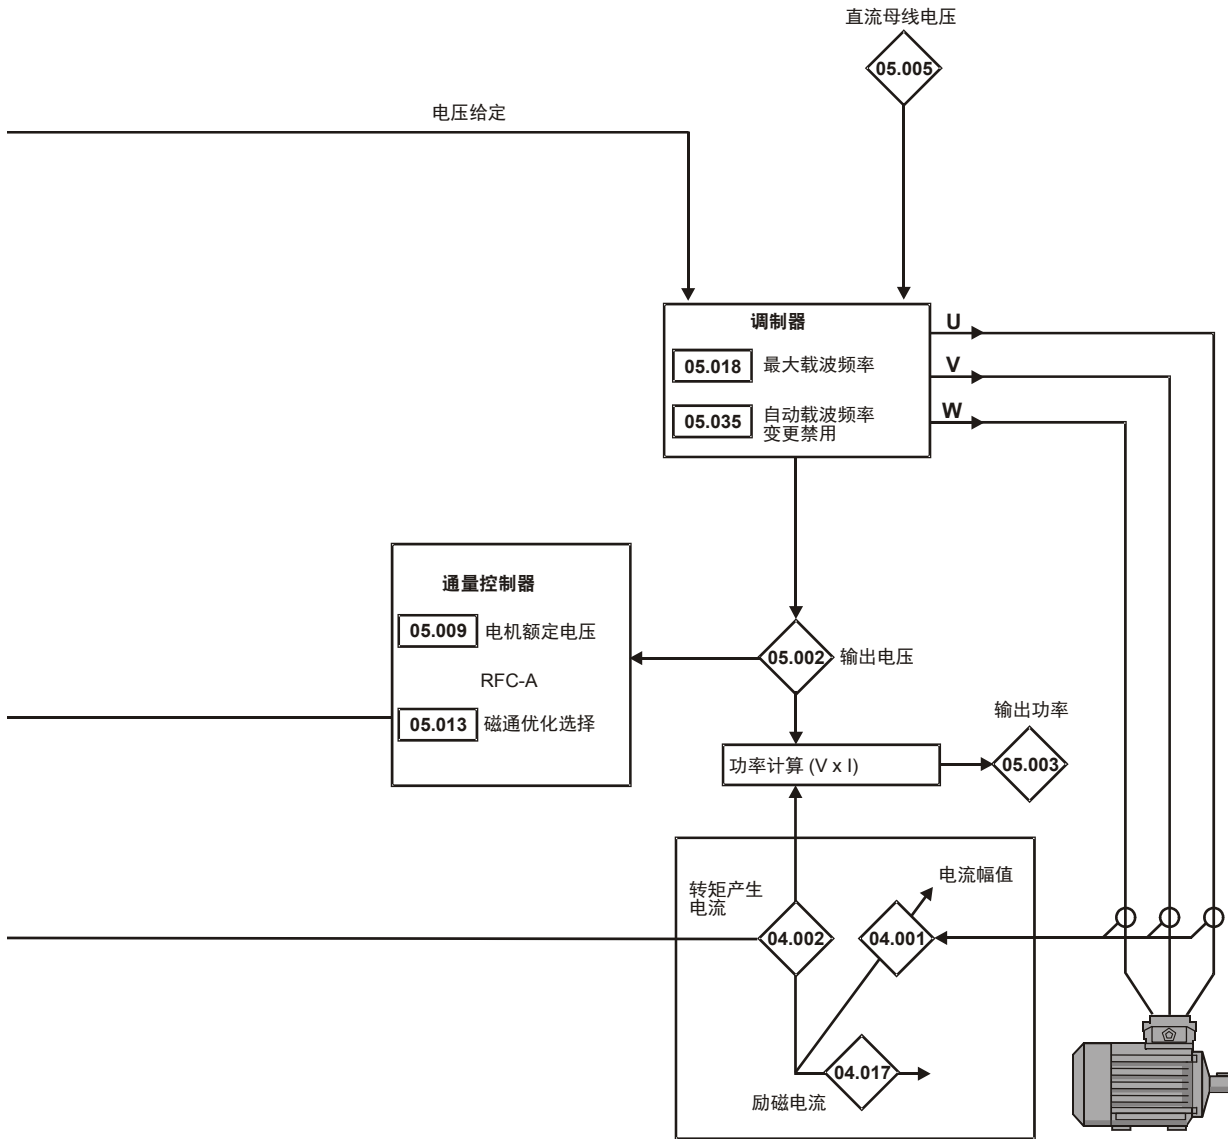 直流母线电压
05.005
电压给定
调制器
U
05.018
最大载波频率
V
05.035
自动载波频率
变更禁用
W
通量控制器
05.009
电机额定电压
RFC-A
05.013
磁通优化选择
05.002
输出电压
输出功率
功率计算 (V x I)
05.003
转矩产生
电流
电流幅值
04.002
04.001
04.017
励磁电流